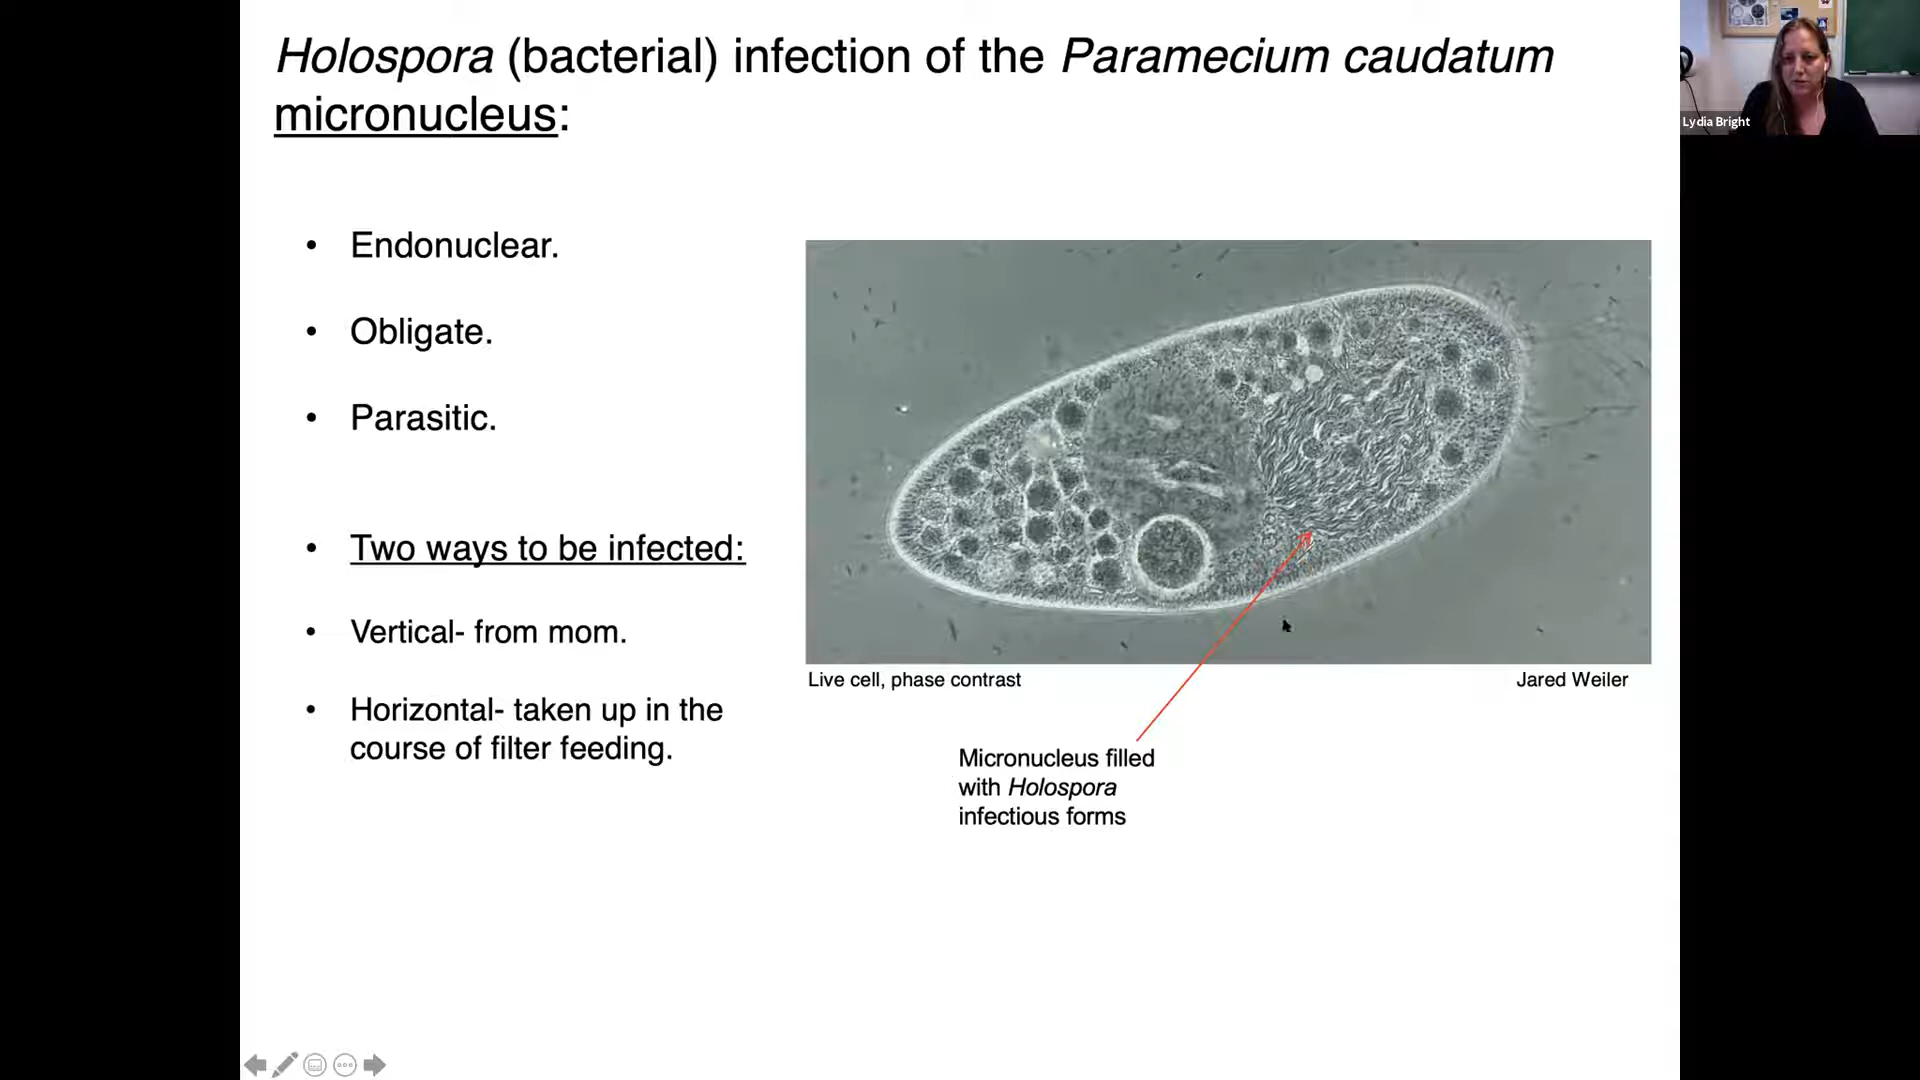 Holospora (bacterial) infection of the Paramecium caudatum
micronucleus:
Lydia Bright
• Endonuclear.
• Obligate.
• Parasitic.
• Two ways to be infected:
• Vertical- from mom.
• Horizontal- taken up in the
course of filter feeding.
Live cell, phase contrast
Jared Weiler
Micronucleus filled
with Holospora
infectious forms